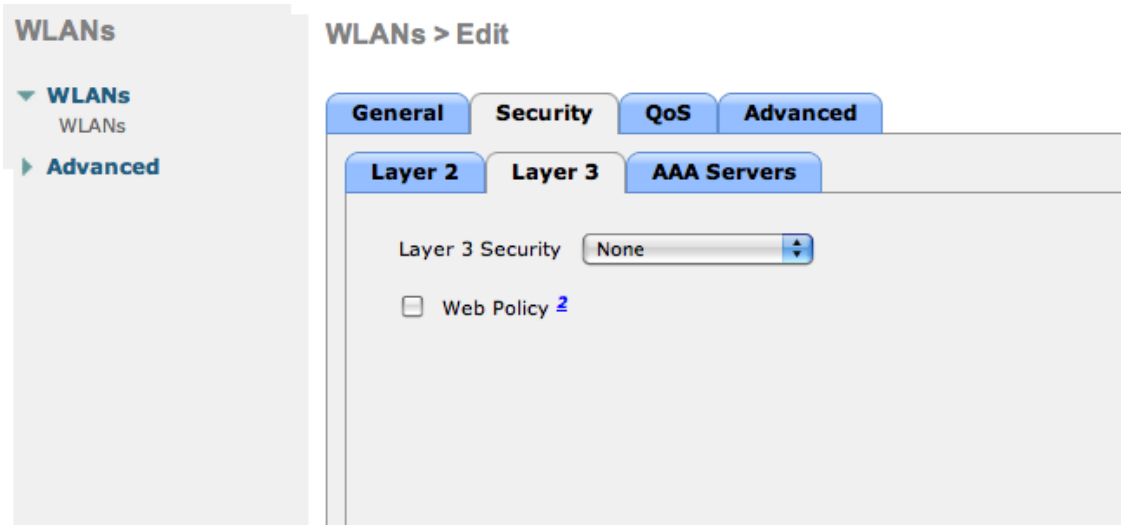 WLANs
WLANs
WLANs
Advanced
WLANs > Edit
General Security QoS Advanced
Layer 2 Layer 3 AAA Servers
Layer 3 Security None
Web Policy 2